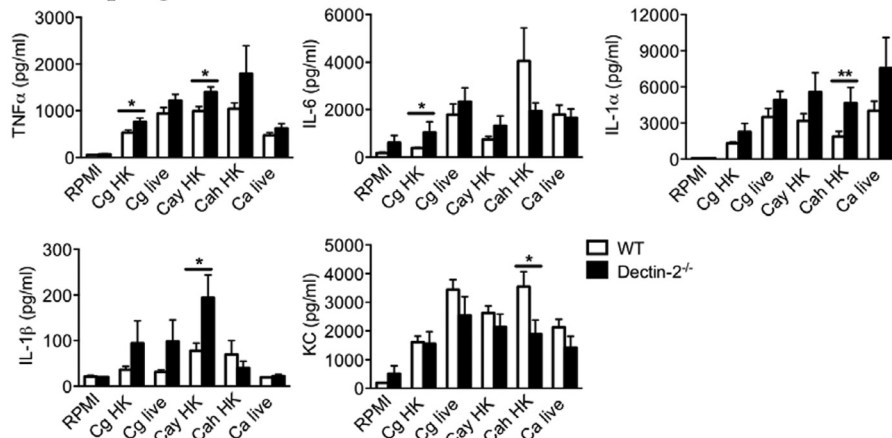 3000
2000
1000
0
TNFα (pg/ml)
*
*
RPMI
Cg HK
Cg live
Cay HK
Cah HK
Ca live
6000
4000
2000
0
IL-6 (pg/ml)
*
RPMI
Cg HK
Cg live
Cay HK
Cah HK
Ca live
12000
9000
6000
3000
0
IL-1α (pg/ml)
**
RPMI
Cg HK
Cg live
Cay HK
Cah HK
Ca live
300
200
100
0
IL-1β (pg/ml)
*
RPMI
Cg HK
Cg live
Cay HK
Cah HK
Ca live
5000
4000
3000
2000
1000
0
KC (pg/ml)
*
RPMI
Cg HK
Cg live
Cay HK
Cah HK
Ca live
WT
Dectin-2-/-